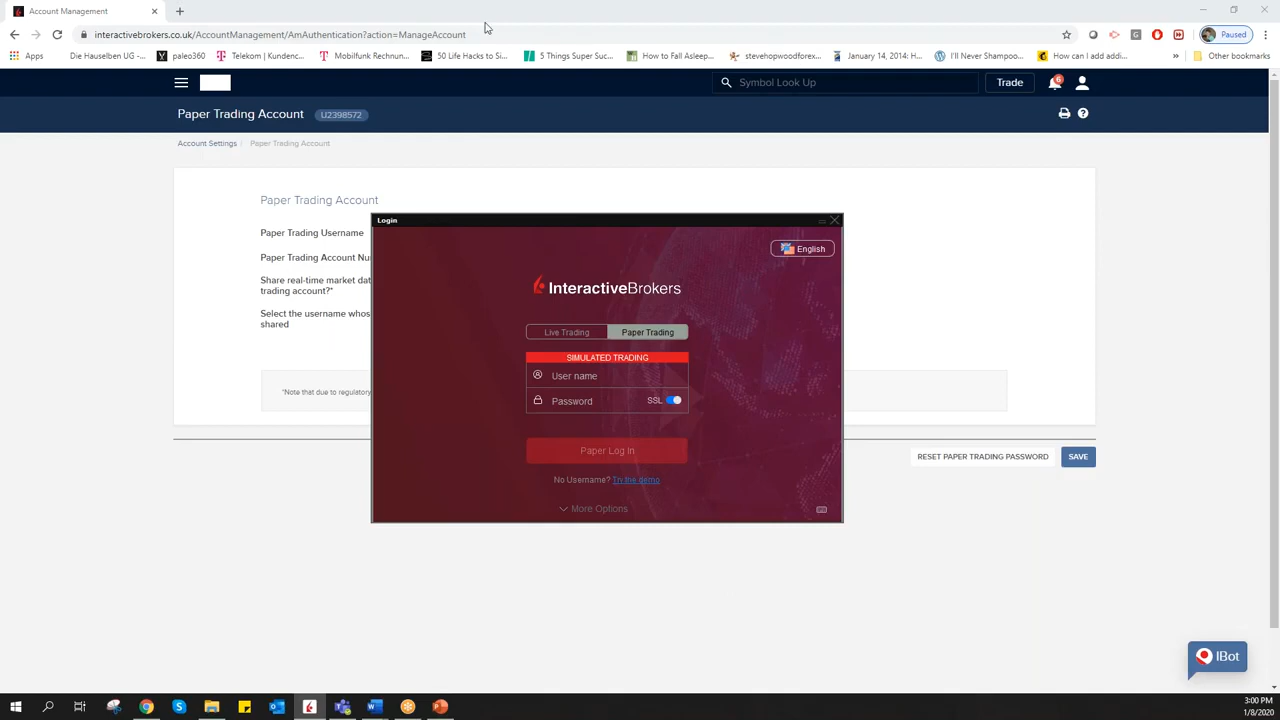 Account Management
interactivebrokers.co.uk/AccountManagement/AmAuthentication?action=ManageAccount
Paused
Apps
Die Hauselben UG -...
paleo360
Telekom | Kundenc...
Mobilfunk Rechnun...
50 Life Hacks to Si...
5 Things Super Suc...
How to Fall Asleep...
stevehopwoodforex...
January 14, 2014: H...
I'll Never Shampoo...
How can I add addi...
»
Other bookmarks
Symbol Look Up
Trade
6
Paper Trading Account
U2398572
Account Settings / Paper Trading Account
Paper Trading Account
Paper Trading Username
Paper Trading Account Nu
Share real-time market dat
trading account?*
Select the username whos
shared
*Note that due to regulatory
RESET PAPER TRADING PASSWORD
SAVE
Login
English
InteractiveBrokers
Live Trading
Paper Trading
SIMULATED TRADING
User name
Password
SSL
Paper Log In
No Username? Try the demo
More Options
IBot
3:00 PM
1/8/2020